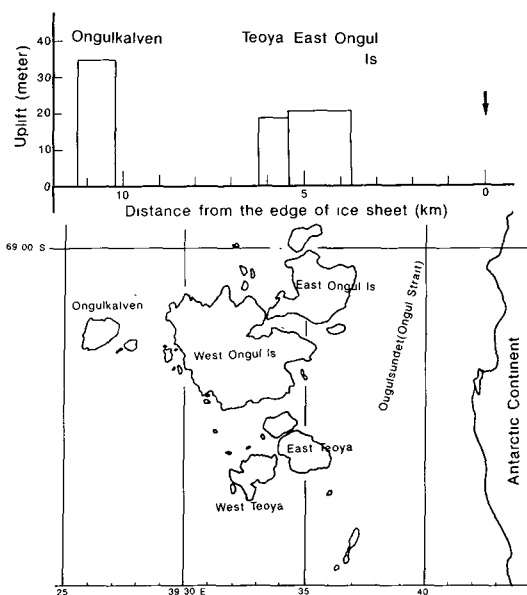 Ongulkalven
Teoya East Ongul
Is
Uplift (meter)
40
30
20
10
0
10
5
0
Distance from the edge of ice sheet (km)
69 00 S
East Ongul Is
Ongulkalven
West Ongul Is
Ougulsundet (Ongul Strait)
Antarctic Continent
East Teoya
West Teoya
25
39 30 E
35
40